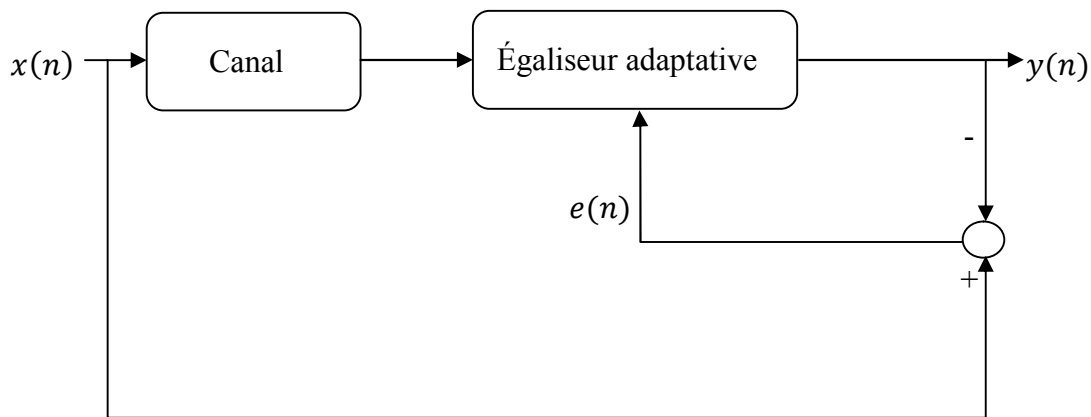 x(n)
Canal
Égaliseur adaptative
y(n)
-
e(n)
+